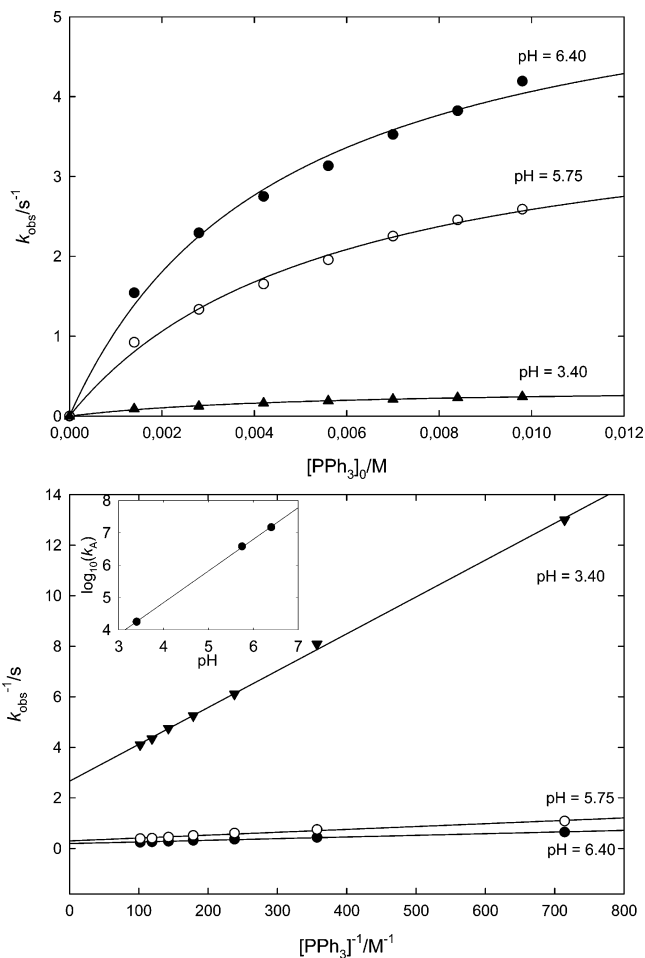 5
4
3
2
1
0
k_obs/s⁻¹
pH = 6.40
pH = 5.75
pH = 3.40
0,000 0,002 0,004 0,006 0,008 0,010 0,012
[PPh₃]₀/M
14
12
10
8
6
4
2
0
k_obs⁻¹/s
8
7
6
5
4
log₁₀(k_A)
3 4 5 6 7
pH
pH = 3.40
pH = 5.75
pH = 6.40
0 100 200 300 400 500 600 700 800
[PPh₃]⁻¹/M⁻¹